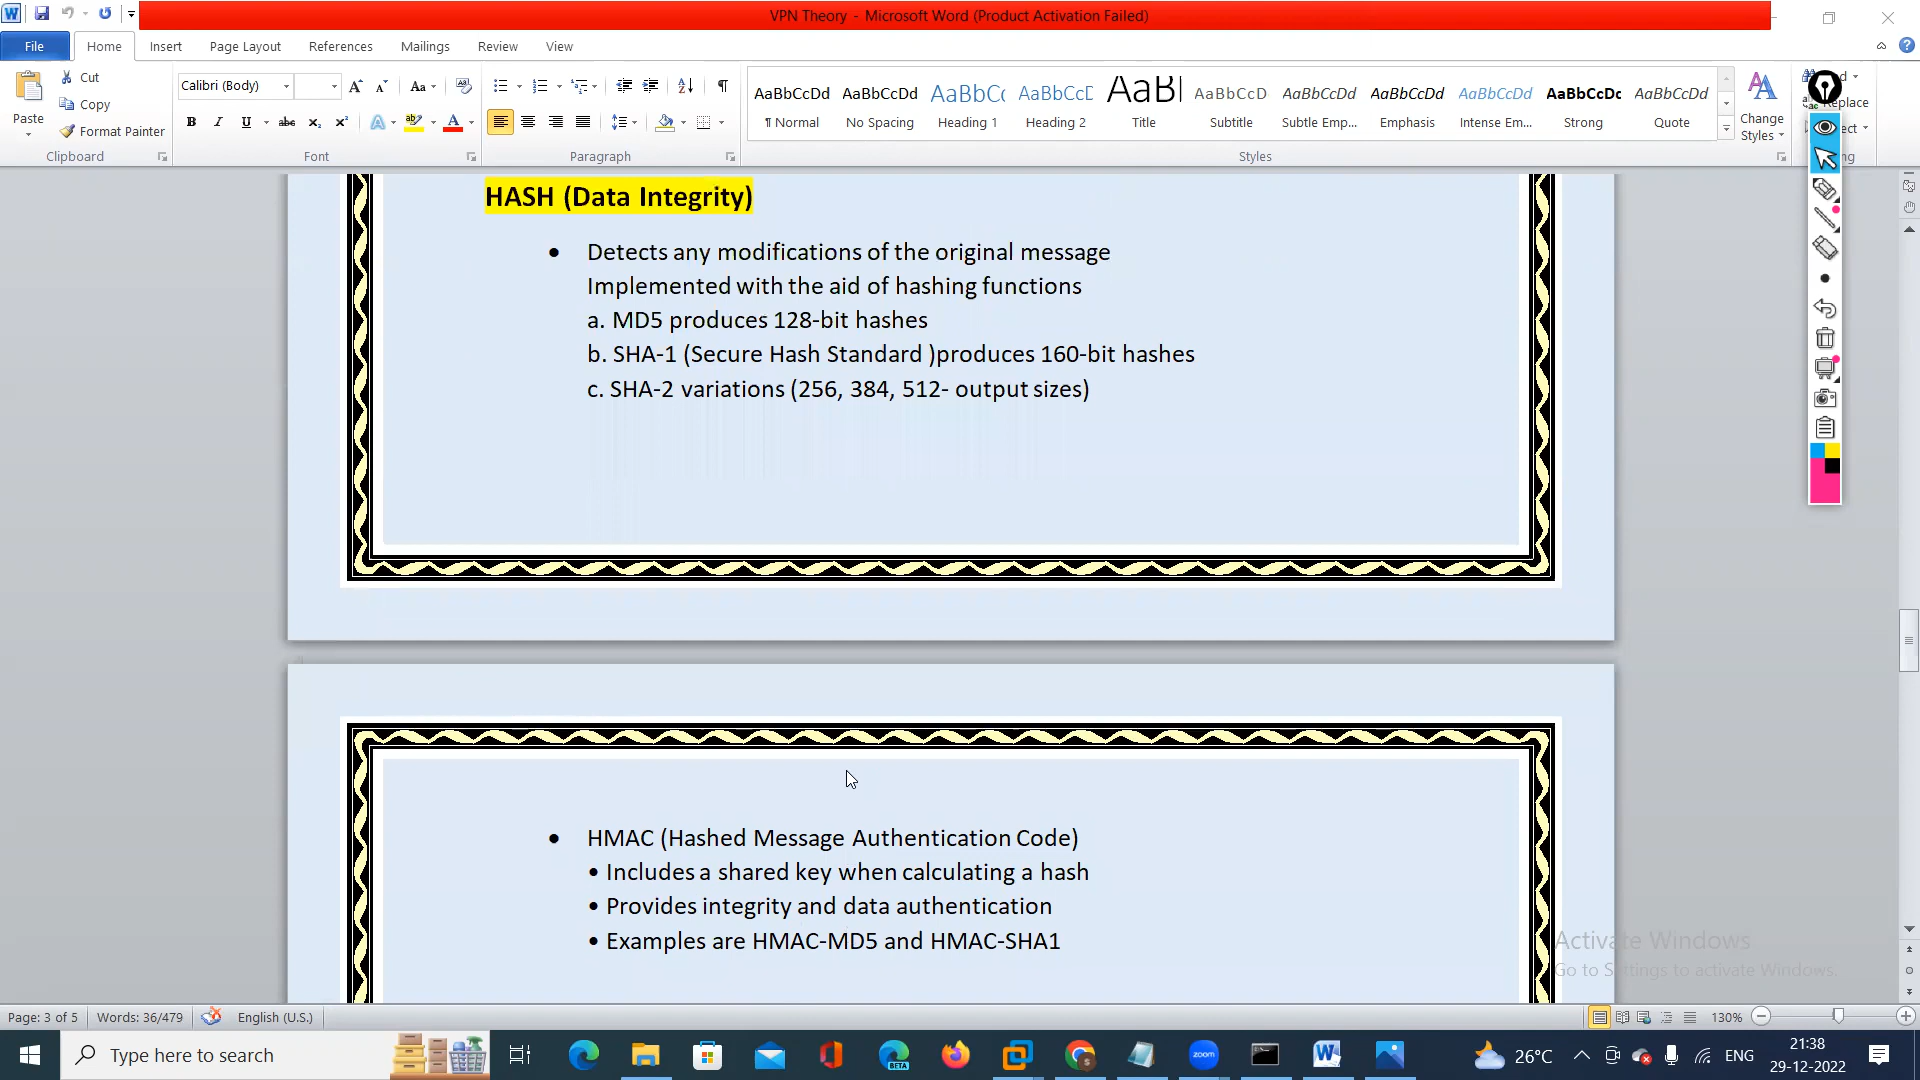 VPN Theory - Microsoft Word (Product Activation Failed)
File Home Insert Page Layout References Mailings Review View
Paste
Cut
Copy
Format Painter
Clipboard
Calibri (Body)
Font
Paragraph
AaBbCcDd AaBbCcDd AaBbC AaBbCcD AaB AaBbCcD AaBbCcDd AaBbCcDd AaBbCcDd AaBbCcDc AaBbCcDd
¶ Normal No Spacing Heading 1 Heading 2 Title Subtitle Subtle Emp... Emphasis Intense Em... Strong Quote
Styles
Change
Styles
Replace
HASH (Data Integrity)
• Detects any modifications of the original message
Implemented with the aid of hashing functions
a. MD5 produces 128-bit hashes
b. SHA-1 (Secure Hash Standard )produces 160-bit hashes
c. SHA-2 variations (256, 384, 512- output sizes)
• HMAC (Hashed Message Authentication Code)
• Includes a shared key when calculating a hash
• Provides integrity and data authentication
• Examples are HMAC-MD5 and HMAC-SHA1
Activate Windows
Go to Settings to activate Windows.
Page: 3 of 5 Words: 36/479 English (U.S.) 130%
Type here to search
BETA
zoom
26°C
ENG
21:38
29-12-2022